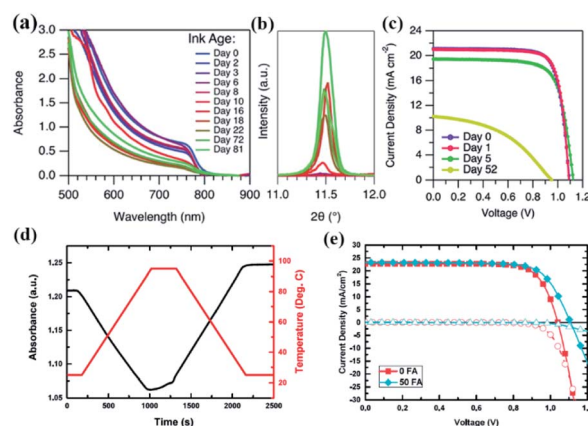 (a)
3.0
2.5
2.0
1.5
1.0
0.5
0.0
500
600
700
800
900
Absorbance
Wavelength (nm)
Ink Age:
Day 0
Day 2
Day 3
Day 6
Day 8
Day 10
Day 16
Day 18
Day 22
Day 72
Day 81
(b)
Intensity (a.u.)
11.0
11.5
12.0
2θ (°)
(c)
24
20
16
12
8
4
0
0.0
0.2
0.4
0.6
0.8
1.0
1.2
Current Density (mA cm-2)
Voltage (V)
Day 0
Day 1
Day 5
Day 52
(d)
1,25
1,20
1,15
1,10
1,05
0
500
1000
1500
2000
2500
Absorbance (a.u.)
Time (s)
80
60
40
20
Temperature (Deg. C)
(e)
30
25
20
15
10
5
0
-5
-10
-15
-20
-25
-30
0,0
0,2
0,4
0,6
0,8
1,0
1,2
Current Density (mA/cm²)
Voltage (V)
0 FA
50 FA